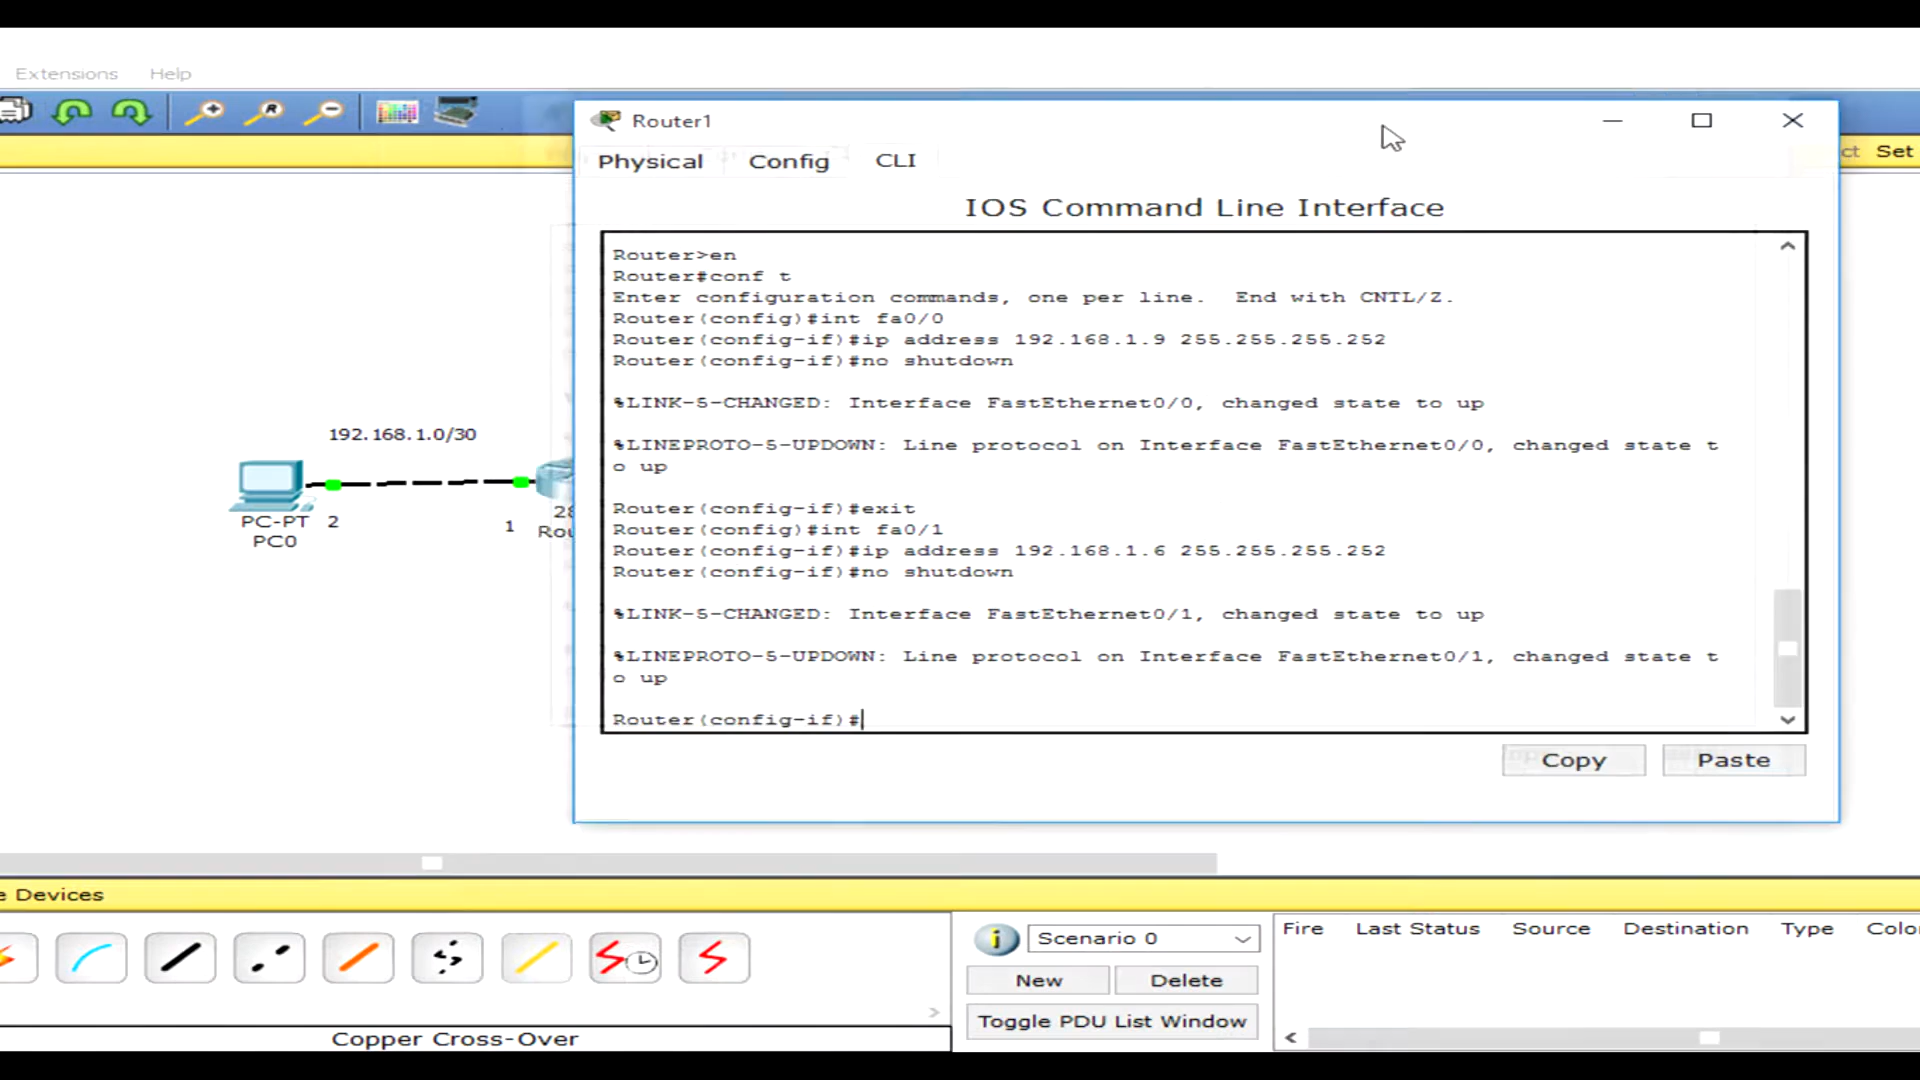 Extensions Help
Router1
ct Set
Physical Config CLI
IOS Command Line Interface
Router>en
Router#conf t
Enter configuration commands, one per line.  End with CNTL/Z.
Router(config)#int fa0/0
Router(config-if)#ip address 192.168.1.9 255.255.255.252
Router(config-if)#no shutdown
%LINK-5-CHANGED: Interface FastEthernet0/0, changed state to up
%LINEPROTO-5-UPDOWN: Line protocol on Interface FastEthernet0/0, changed state t
o up
Router(config-if)#exit
Router(config)#int fa0/1
Router(config-if)#ip address 192.168.1.6 255.255.255.252
Router(config-if)#no shutdown
%LINK-5-CHANGED: Interface FastEthernet0/1, changed state to up
%LINEPROTO-5-UPDOWN: Line protocol on Interface FastEthernet0/1, changed state t
o up
Router(config-if)#
Copy Paste
192.168.1.0/30
PC-PT 2
PC0
1
28
Rou
e Devices
Copper Cross-Over
Scenario 0
New Delete
Toggle PDU List Window
Fire Last Status Source Destination Type Colo